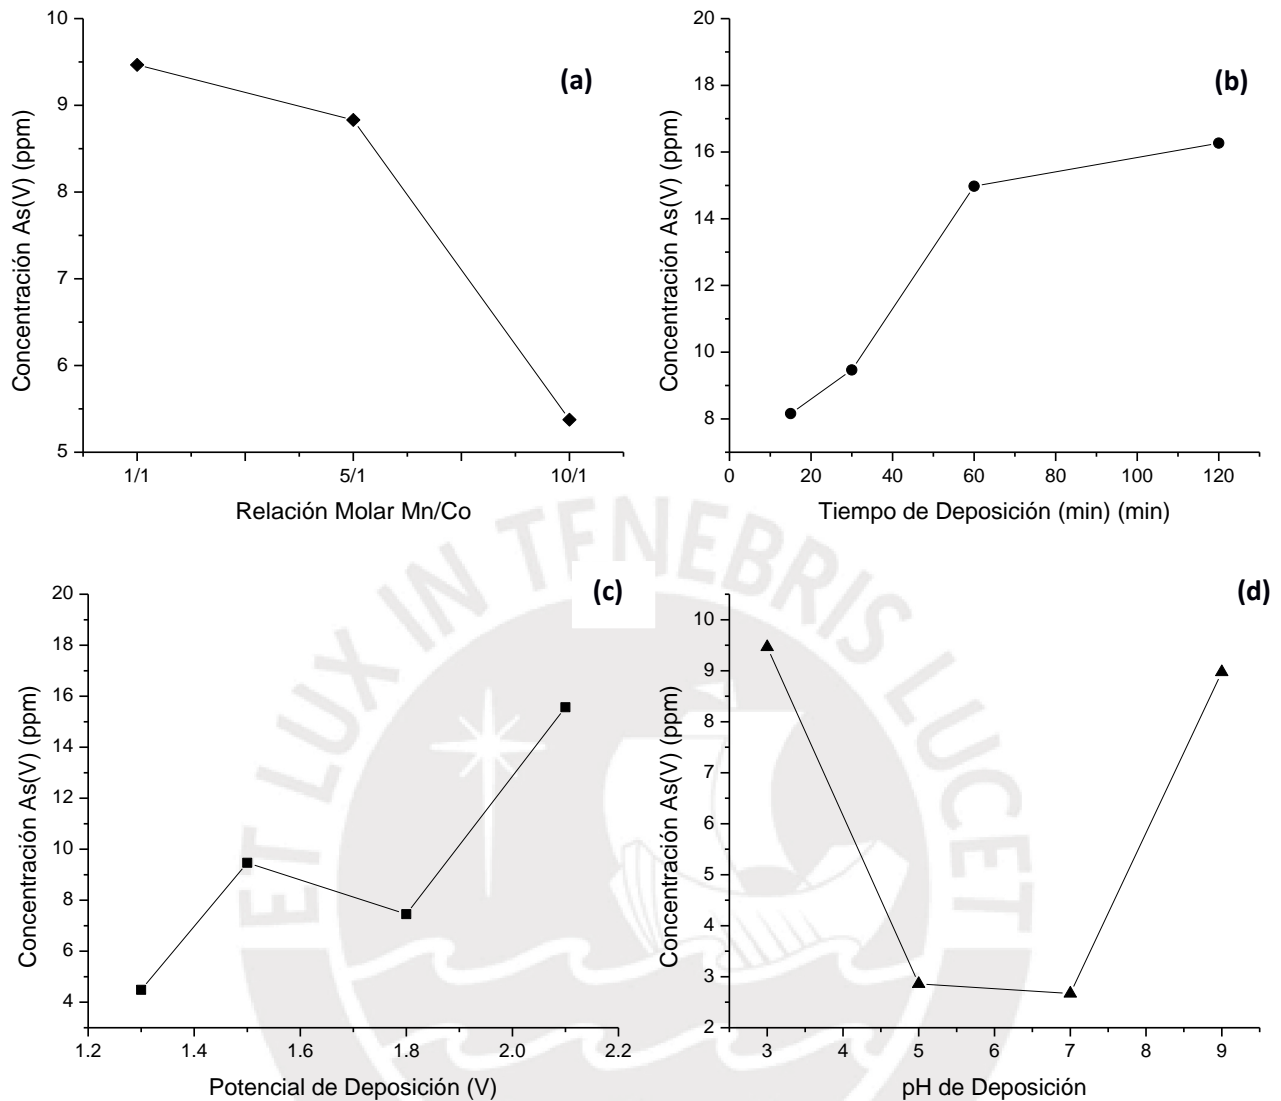 (a)
Concentración As(V) (ppm)
10
9
8
7
6
5
1/1 5/1 10/1
Relación Molar Mn/Co
(b)
Concentración As(V) (ppm)
20
18
16
14
12
10
8
0 20 40 60 80 100 120
Tiempo de Deposición (min) (min)
ET LUX IN TENEBRIS LUCET
(c)
Concentración As(V) (ppm)
20
18
16
14
12
10
8
6
4
1.2 1.4 1.6 1.8 2.0 2.2
Potencial de Deposición (V)
(d)
Concentración As(V) (ppm)
10
9
8
7
6
5
4
3
2
3 4 5 6 7 8 9
pH de Deposición